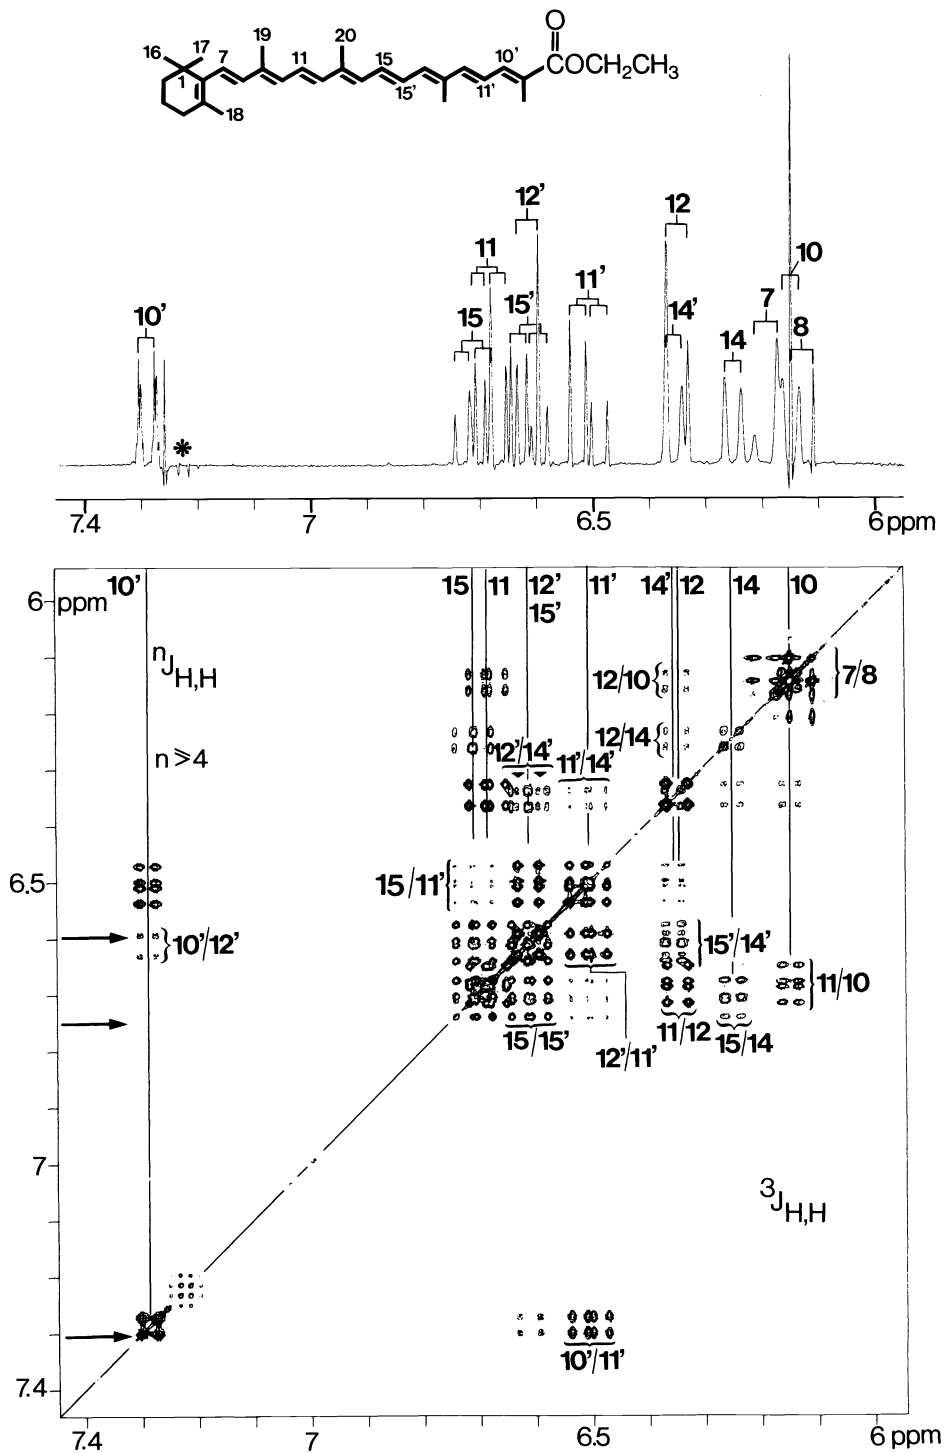 O
16 17 7 19 11 20 15 10' COCH2CH3
1 15' 11'
18
12'
12
11 10
11'
10' 15 15' 14' 7
14 8
*
7.4 7 6.5 6 ppm
10' 15 11 12' 11' 14' 12 14 10
15'
6 ppm
nJH,H
12/10 7/8
n ≥ 4 12'/14' 11'/14' 12/14
6.5 15/11'
10'/12' 15'/14'
11/10
15/15' 12'/11' 11/12 15/14
7
3JH,H
10'/11'
7.4
7.4 7 6.5 6 ppm